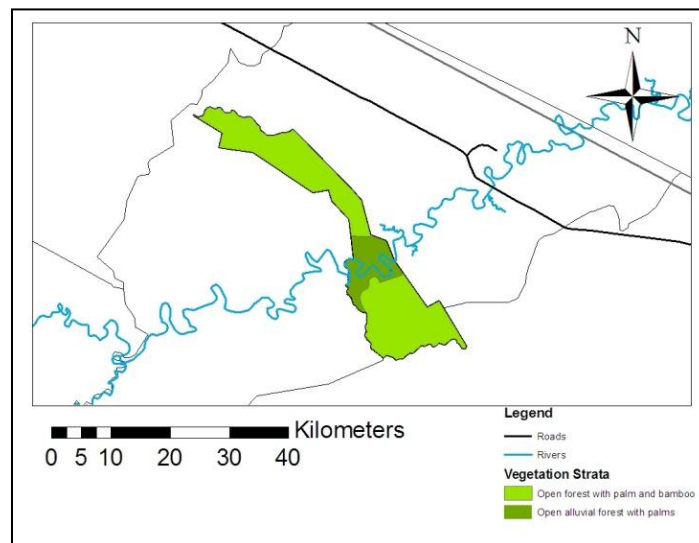 N
Kilometers
0 5 10 20 30 40
Legend
Roads
Rivers
Vegetation Strata
Open forest with palm and bamboo
Open alluvial forest with palms